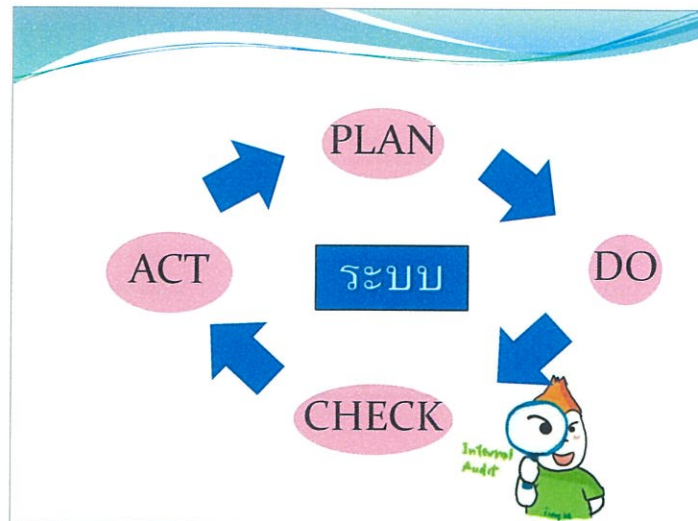 PLAN
DO
ระบบ
ACT
CHECK
Internal
Audit